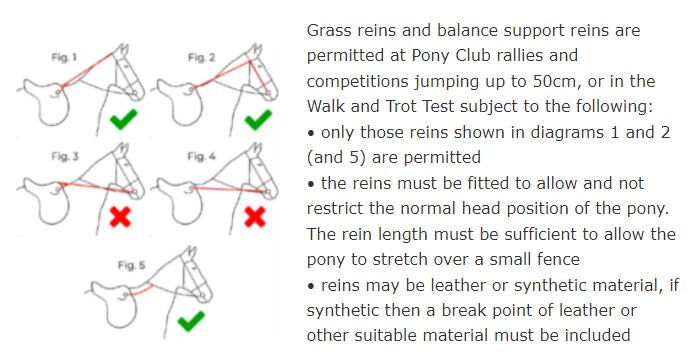 Fig. 1
Fig. 2
Fig. 3
Fig. 4
Fig. 5
Grass reins and balance support reins are
permitted at Pony Club rallies and
competitions jumping up to 50cm, or in the
Walk and Trot Test subject to the following:
• only those reins shown in diagrams 1 and 2
(and 5) are permitted
• the reins must be fitted to allow and not
restrict the normal head position of the pony.
The rein length must be sufficient to allow the
pony to stretch over a small fence
• reins may be leather or synthetic material, if
synthetic then a break point of leather or
other suitable material must be included